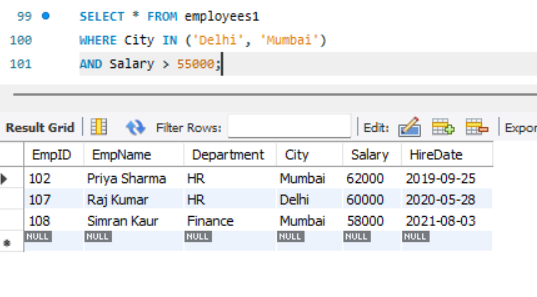 99 SELECT * FROM employees1
100 WHERE City IN ('Delhi', 'Mumbai')
101 AND Salary > 55000;
Result Grid Filter Rows: Edit: Expor
EmpID EmpName Department City Salary HireDate
102 Priya Sharma HR Mumbai 62000 2019-09-25
107 Raj Kumar HR Delhi 60000 2020-05-28
108 Simran Kaur Finance Mumbai 58000 2021-08-03
NULL NULL NULL NULL NULL NULL